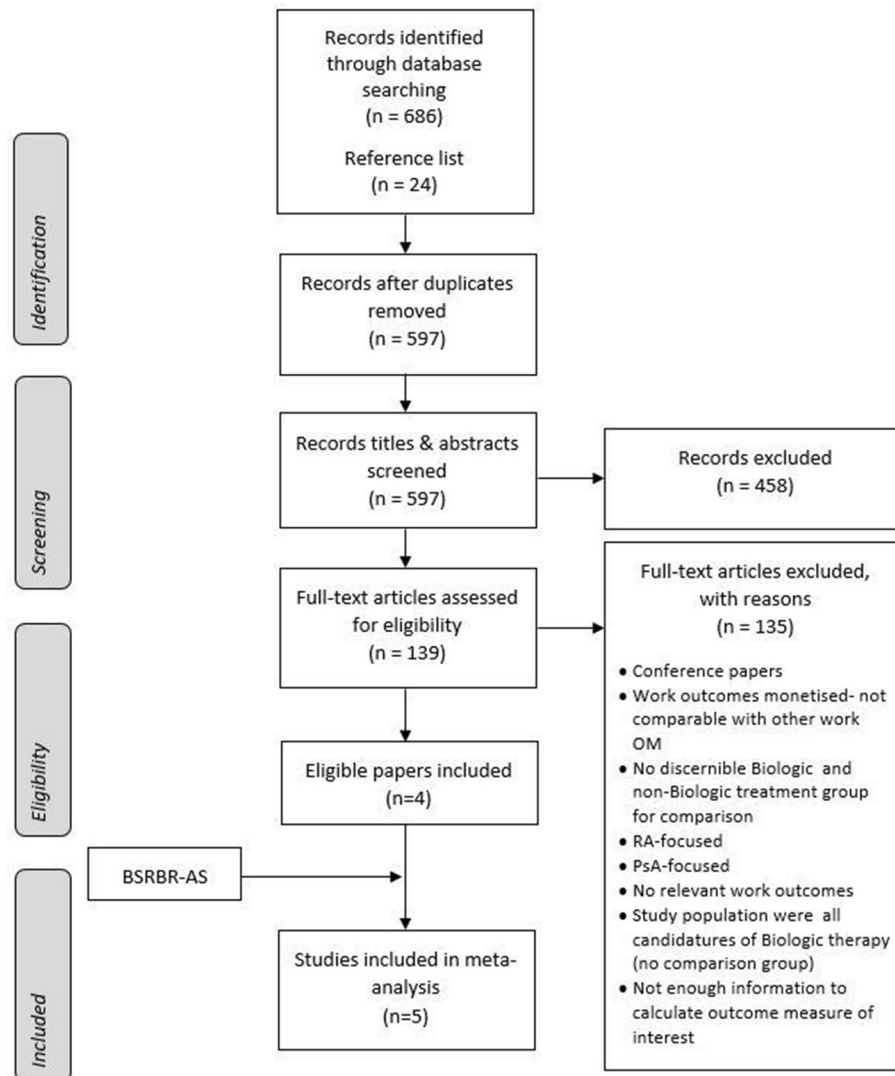 Records identified
through database
searching
(n = 686)
Reference list
(n = 24)
Identification
Records after duplicates
removed
(n = 597)
Screening
Records titles & abstracts
screened
(n = 597)
Records excluded
(n = 458)
Full-text articles assessed
for eligibility
(n = 139)
Full-text articles excluded,
with reasons
(n = 135)
• Conference papers
• Work outcomes monetised- not
comparable with other work
OM
• No discernible Biologic and
non-Biologic treatment group
for comparison
• RA-focused
• PsA-focused
• No relevant work outcomes
• Study population were all
candidatures of Biologic therapy
(no comparison group)
• Not enough information to
calculate outcome measure of
interest
Eligibility
Eligible papers included
(n=4)
BSRBR-AS
Included
Studies included in meta-
analysis
(n=5)